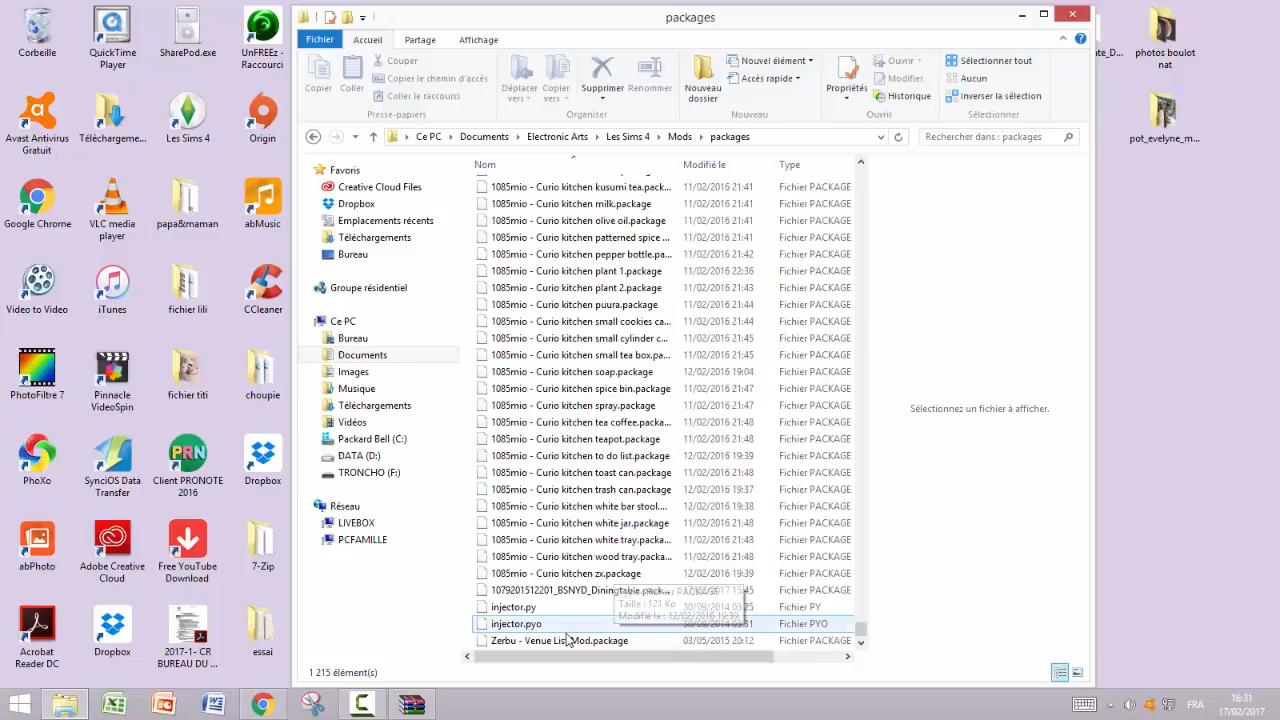 packages
Fichier Accueil Partage Affichage
Copier
Coller
Couper
Copier le chemin d'accès
Coller le raccourci
Presse-papiers
Déplacer vers
Copier vers
Supprimer
Renommer
Organiser
Nouveau dossier
Nouvel élément
Accès rapide
Nouveau
Propriétés
Ouvrir
Modifier
Historique
Ouvrir
Sélectionner tout
Aucun
Inverser la sélection
Sélectionner
Ce PC Documents Electronic Arts Les Sims 4 Mods packages
Rechercher dans : packages
Corbeille
QuickTime Player
SharePod.exe
UnFREEz - Raccourci
Avast Antivirus Gratuit
Téléchargeme...
Les Sims 4
Origin
Google Chrome
VLC media player
papa&maman
abMusic
Video to Video
iTunes
fichier lili
CCleaner
PhotoFiltre 7
Pinnacle VideoSpin
fichier titi
choupie
PhoXo
SynciOS Data Transfer
Client PRONOTE 2016
Dropbox
abPhoto
Adobe Creative Cloud
Free YouTube Download
7-Zip
Acrobat Reader DC
Dropbox
2017-1- CR BUREAU DU ...
essai
Favoris
Creative Cloud Files
Dropbox
Emplacements récents
Téléchargements
Bureau
Groupe résidentiel
Ce PC
Bureau
Documents
Images
Musique
Téléchargements
Vidéos
Packard Bell (C:)
DATA (D:)
TRONCHO (F:)
Réseau
LIVEBOX
PCFAMILLE
Nom Modifié le Type
1085mio - Curio kitchen kusumi tea.pack... 11/02/2016 21:41 Fichier PACKAGE
1085mio - Curio kitchen milk.package 11/02/2016 21:41 Fichier PACKAGE
1085mio - Curio kitchen olive oil.package 11/02/2016 21:41 Fichier PACKAGE
1085mio - Curio kitchen patterned spice ... 11/02/2016 21:41 Fichier PACKAGE
1085mio - Curio kitchen pepper bottle.pa... 11/02/2016 21:42 Fichier PACKAGE
1085mio - Curio kitchen plant 1.package 11/02/2016 22:36 Fichier PACKAGE
1085mio - Curio kitchen plant 2.package 11/02/2016 21:43 Fichier PACKAGE
1085mio - Curio kitchen puura.package 11/02/2016 21:44 Fichier PACKAGE
1085mio - Curio kitchen small cookies ca... 11/02/2016 21:44 Fichier PACKAGE
1085mio - Curio kitchen small cylinder c... 11/02/2016 21:45 Fichier PACKAGE
1085mio - Curio kitchen small tea box.pa... 11/02/2016 21:45 Fichier PACKAGE
1085mio - Curio kitchen soap.package 12/02/2016 19:04 Fichier PACKAGE
1085mio - Curio kitchen spice bin.package 11/02/2016 21:47 Fichier PACKAGE
1085mio - Curio kitchen spray.package 11/02/2016 21:47 Fichier PACKAGE
1085mio - Curio kitchen tea coffee.packa... 11/02/2016 21:48 Fichier PACKAGE
1085mio - Curio kitchen teapot.package 11/02/2016 21:48 Fichier PACKAGE
1085mio - Curio kitchen to do list.package 12/02/2016 19:39 Fichier PACKAGE
1085mio - Curio kitchen toast can.package 11/02/2016 21:48 Fichier PACKAGE
1085mio - Curio kitchen trash can.package 12/02/2016 19:37 Fichier PACKAGE
1085mio - Curio kitchen white bar stool.... 12/02/2016 19:38 Fichier PACKAGE
1085mio - Curio kitchen white jar.package 11/02/2016 21:48 Fichier PACKAGE
1085mio - Curio kitchen white tray.packa... 11/02/2016 21:48 Fichier PACKAGE
1085mio - Curio kitchen wood tray.packa... 11/02/2016 21:48 Fichier PACKAGE
1085mio - Curio kitchen zx.package 12/02/2016 19:39 Fichier PACKAGE
1079201512201_BSNYD_Diningtable.pack... 15:45 Fichier PACKAGE
injector.py 30/09/2014 03:25 Fichier PY
Taille : 121 Ko
Modifié le : 12/02/2016 19:39
injector.pyo Fichier PYO
Zerbu - Venue List Mod.package 03/05/2015 20:12 Fichier PACKAGE
Sélectionnez un fichier à afficher.
1 215 élément(s)
photos boulot nat
pot_evelyne_m...
te_D...
FRA
16:31
17/02/2017